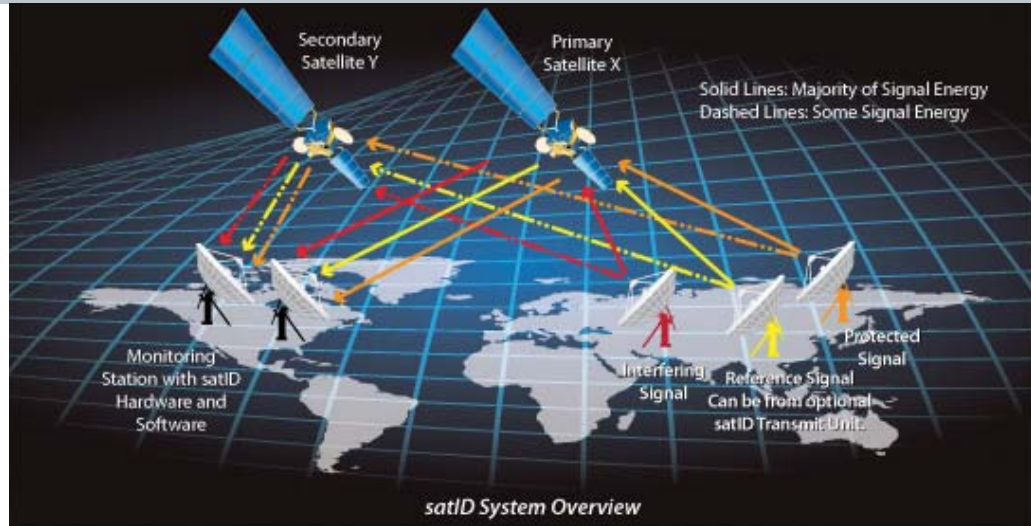 Secondary
Satellite Y
Primary
Satellite X
Solid Lines: Majority of Signal Energy
Dashed Lines: Some Signal Energy
Monitoring
Station with satID
Hardware and
Software
Interfering
Signal
Reference Signal
Can be from optional
satID Transmit Unit.
Protected
Signal
satID System Overview